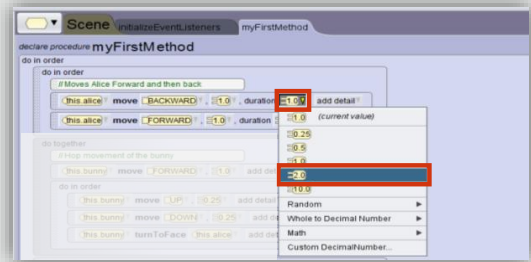 Scene initializeEventListeners myFirstMethod
declare procedure myFirstMethod
do in order
do in order
//Moves Alice Forward and then back
this.alice move BACKWARD , 1.0 , duration 1.0 add detail
this.alice move FORWARD , 1.0 , duration
1.0 (current value)
0.25
do together
0.5
//Hop movement of the bunny
1.0
this.bunny move FORWARD , 1.0 add detail
2.0
do in order
10.0
this.bunny move UP , 0.25 add detail
Random
this.bunny move DOWN , 0.25 add
Whole to Decimal Number
this.bunny turnToFace this.alice add
Math
Custom DecimalNumber...